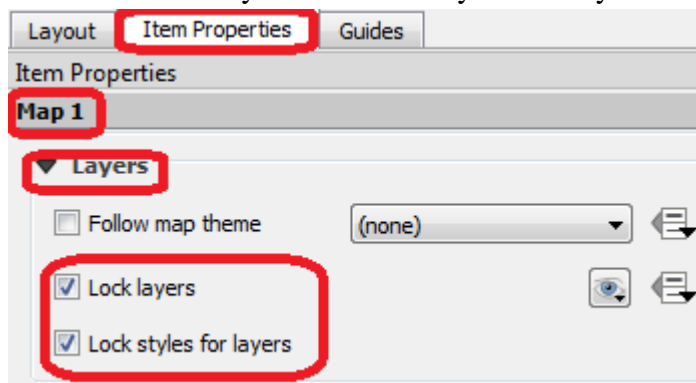 Layout Item Properties Guides
Item Properties
Map 1
Layers
Follow map theme (none)
Lock layers
Lock styles for layers